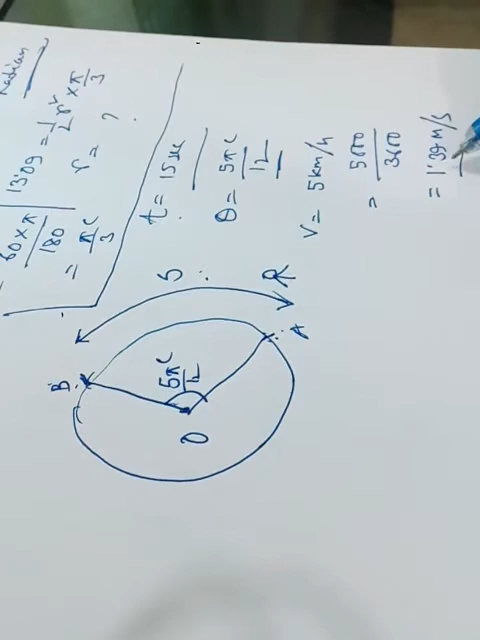 Radian
60×π/180
= π^c/3
13'09 = 1/2 r² × π/3
r = ?
t = 15 sec
θ = 5π^c/12
V = 5 km/h
= 5000/3600
= 1'39 m/s
S
R
A
B
5π^c/12
O